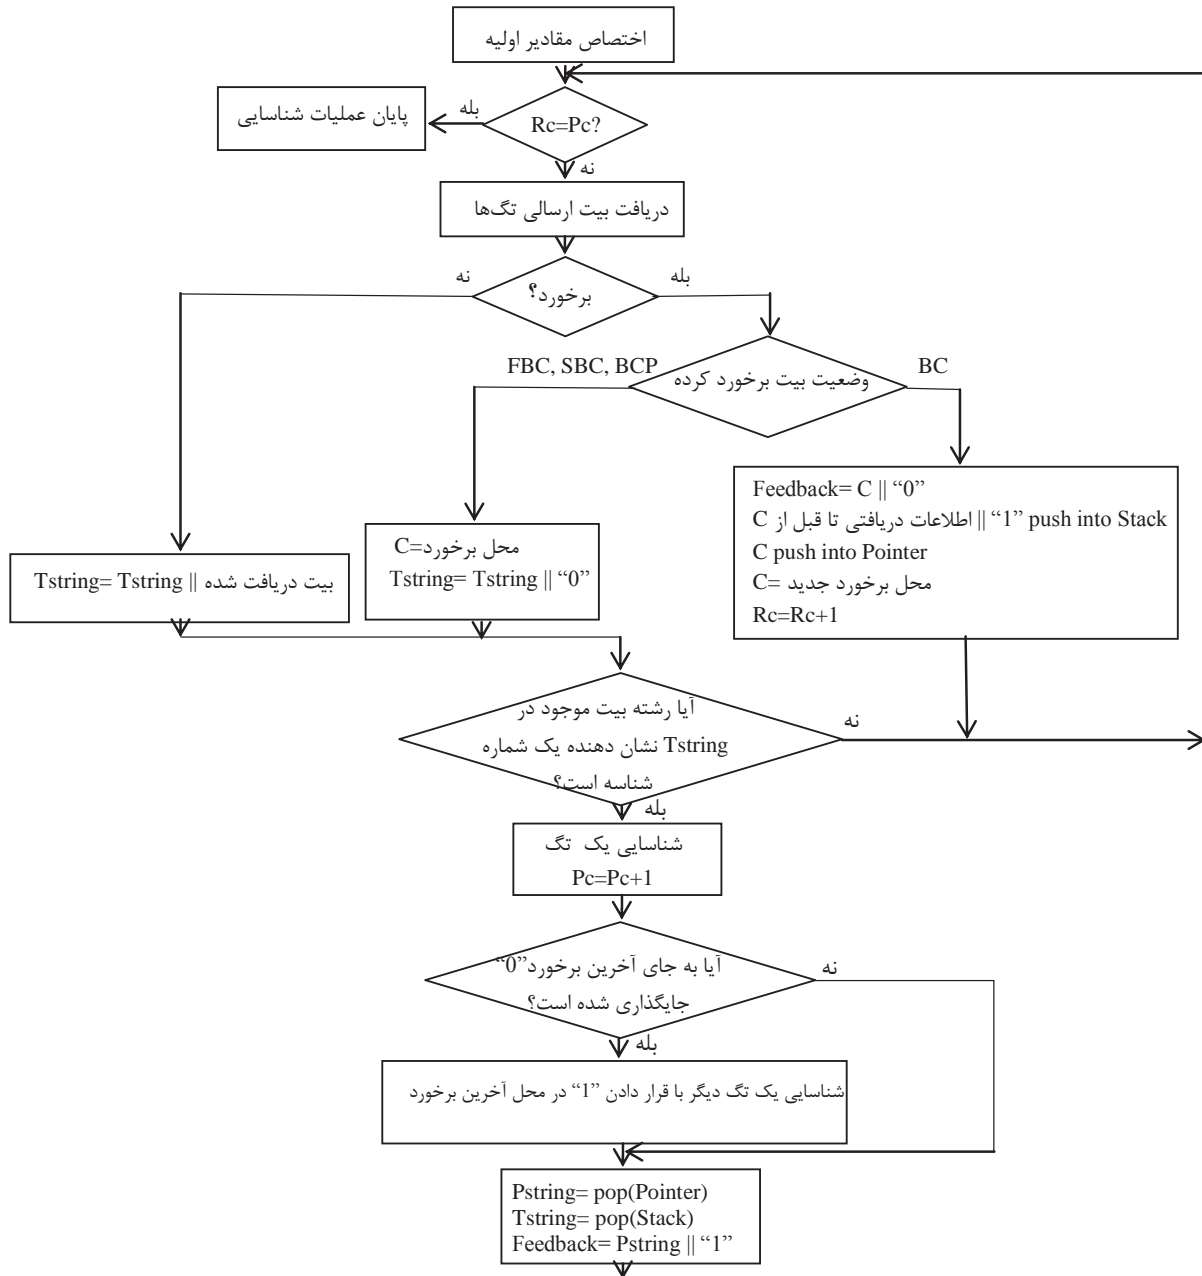 اختصاص مقادیر اولیه
Rc=Pc?
بله
پایان عملیات شناسایی
نه
دریافت بیت ارسالی تگ‌ها
برخورد؟
نه
بله
وضعیت بیت برخورد کرده
FBC, SBC, BCP
BC
Feedback= C || “0”
C اطلاعات دریافتی تا قبل از || “1” push into Stack
C push into Pointer
C= محل برخورد جدید
Rc=Rc+1
C=محل برخورد
Tstring= Tstring || “0”
Tstring= Tstring || بیت دریافت شده
آیا رشته بیت موجود در
Tstring نشان دهنده یک شماره
شناسه است؟
نه
بله
شناسایی یک تگ
Pc=Pc+1
آیا به جای آخرین برخورد”0“
جایگذاری شده است؟
نه
بله
شناسایی یک تگ دیگر با قرار دادن ”1“ در محل آخرین برخورد
Pstring= pop(Pointer)
Tstring= pop(Stack)
Feedback= Pstring || “1”